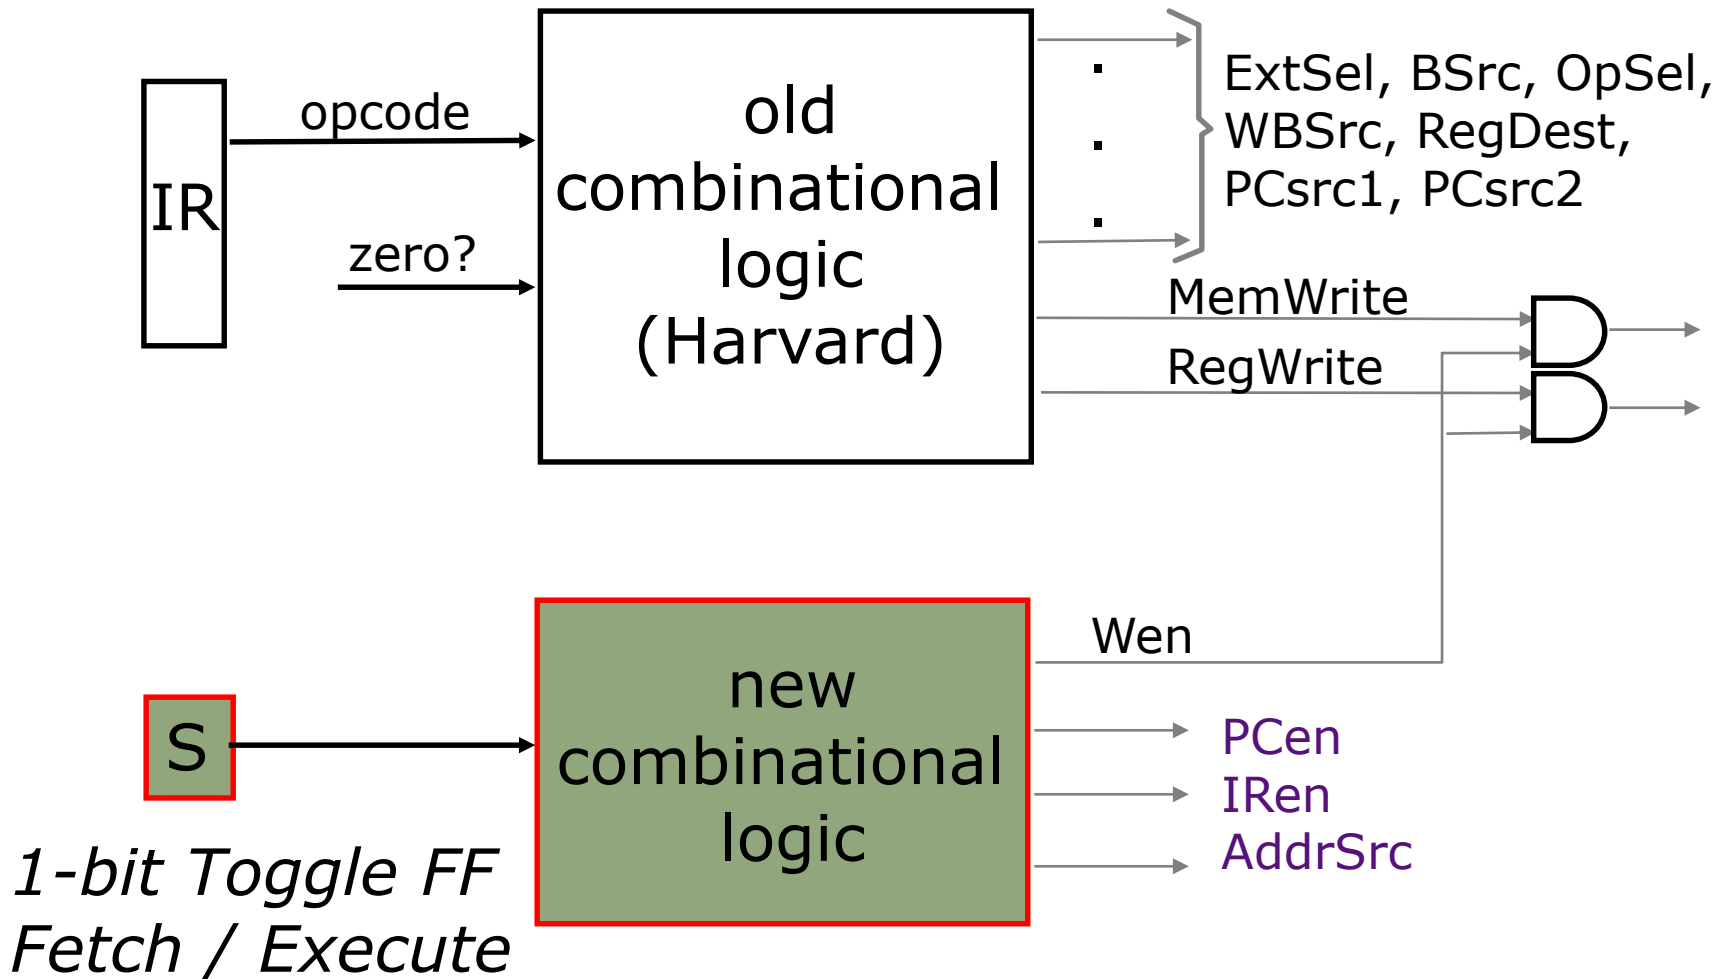 IR
opcode
zero?
old
combinational
logic
(Harvard)
ExtSel, BSrc, OpSel,
WBSrc, RegDest,
PCsrc1, PCsrc2
MemWrite
RegWrite
S
1-bit Toggle FF
Fetch / Execute
new
combinational
logic
Wen
PCen
IRen
AddrSrc